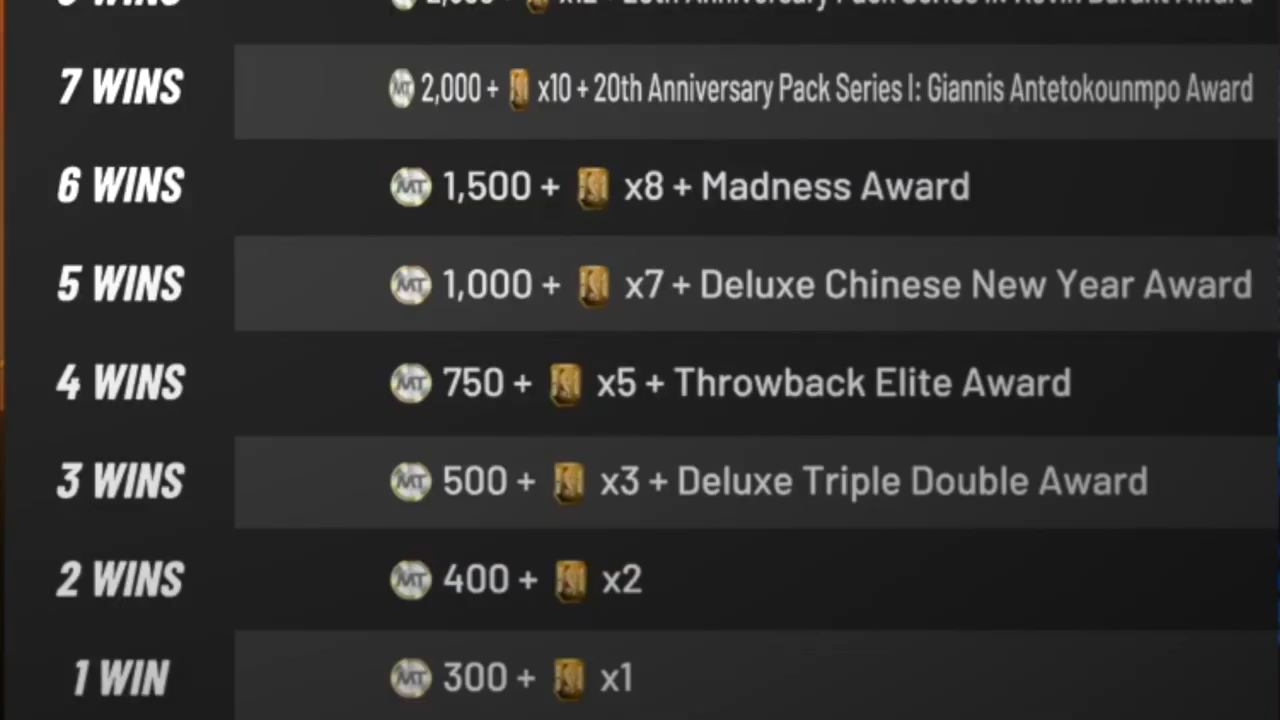 7 WINS MT 2,000 + x10 + 20th Anniversary Pack Series I: Giannis Antetokounmpo Award
6 WINS MT 1,500 + x8 + Madness Award
5 WINS MT 1,000 + x7 + Deluxe Chinese New Year Award
4 WINS MT 750 + x5 + Throwback Elite Award
3 WINS MT 500 + x3 + Deluxe Triple Double Award
2 WINS MT 400 + x2
1 WIN MT 300 + x1